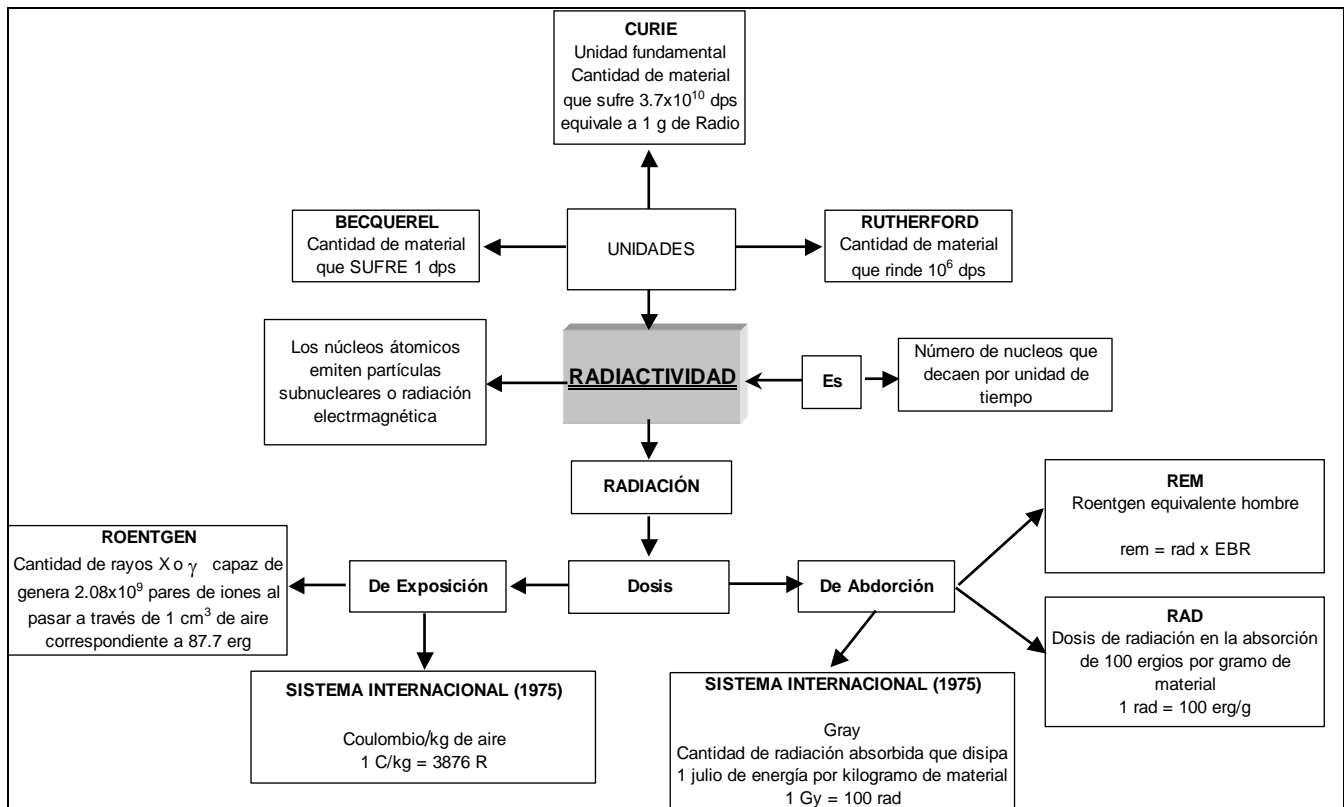 CURIE
Unidad fundamental
Cantidad de material
que sufre 3.7x10¹⁰ dps
equivale a 1 g de Radio
BECQUEREL
Cantidad de material
que SUFRE 1 dps
UNIDADES
RUTHERFORD
Cantidad de material
que rinde 10⁶ dps
Los núcleos átomicos
emiten partículas
subnucleares o radiación
electrmagnética
RADIACTIVIDAD
Es
Número de nucleos que
decaen por unidad de
tiempo
RADIACIÓN
REM
Roentgen equivalente hombre
rem = rad x EBR
ROENTGEN
Cantidad de rayos X o γ capaz de
genera 2.08x10⁹ pares de iones al
pasar a través de 1 cm³ de aire
correspondiente a 87.7 erg
De Exposición
Dosis
De Abdorción
RAD
Dosis de radiación en la absorción
de 100 ergios por gramo de
material
1 rad = 100 erg/g
SISTEMA INTERNACIONAL (1975)
Coulombio/kg de aire
1 C/kg = 3876 R
SISTEMA INTERNACIONAL (1975)
Gray
Cantidad de radiación absorbida que disipa
1 julio de energía por kilogramo de material
1 Gy = 100 rad